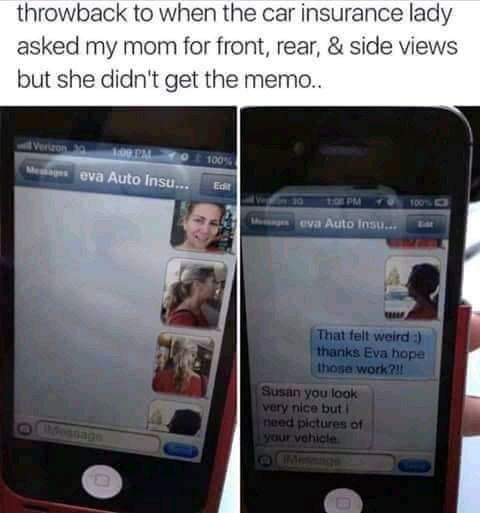 throwback to when the car insurance lady
asked my mom for front, rear, & side views
but she didn't get the memo..
Verizon 3G 1:09 PM 100%
Messages eva Auto Insu... Edit
iMessage Send
Verizon 3G 1:08 PM 100%
Messages eva Auto Insu... Edit
That felt weird :)
thanks Eva hope
those work?!!
Susan you look
very nice but i
need pictures of
your vehicle.
iMessage Send